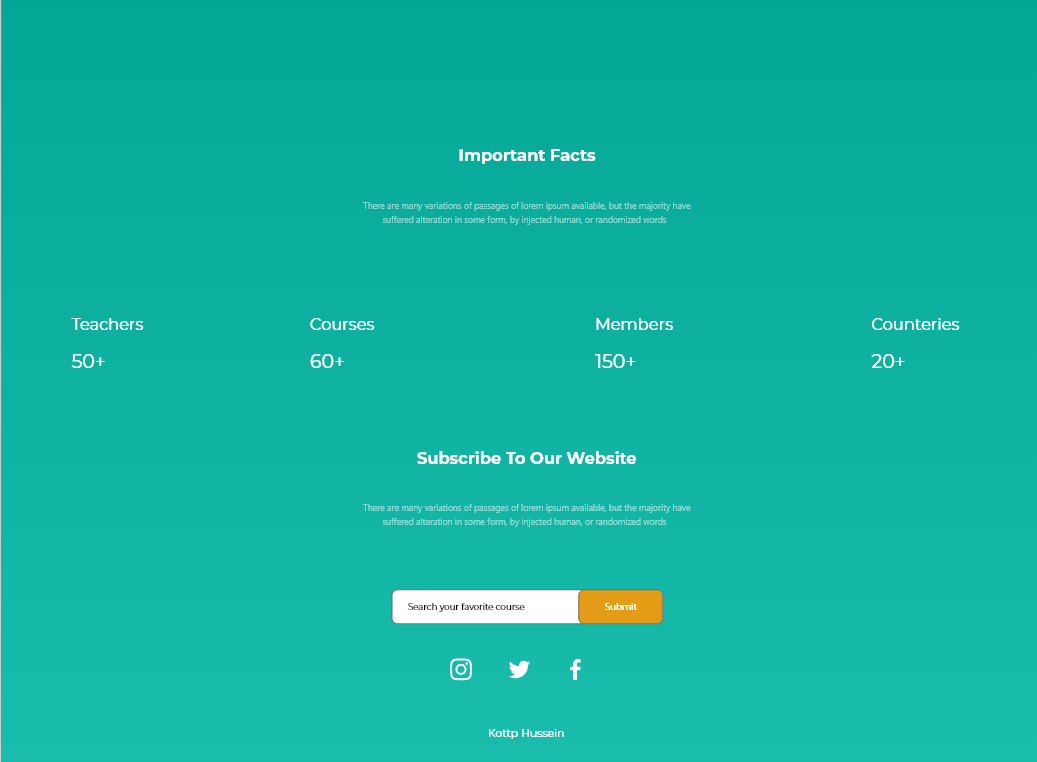 Important Facts
There are many variations of passages of lorem ipsum available, but the majority have
suffered alteration in some form, by injected human, or randomized words
Teachers
Courses
Members
Counteries
50+
60+
150+
20+
Subscribe To Our Website
There are many variations of passages of lorem ipsum available, but the majority have
suffered alteration in some form, by injected human, or randomized words
Search your favorite course
Submit
Kottp Hussein